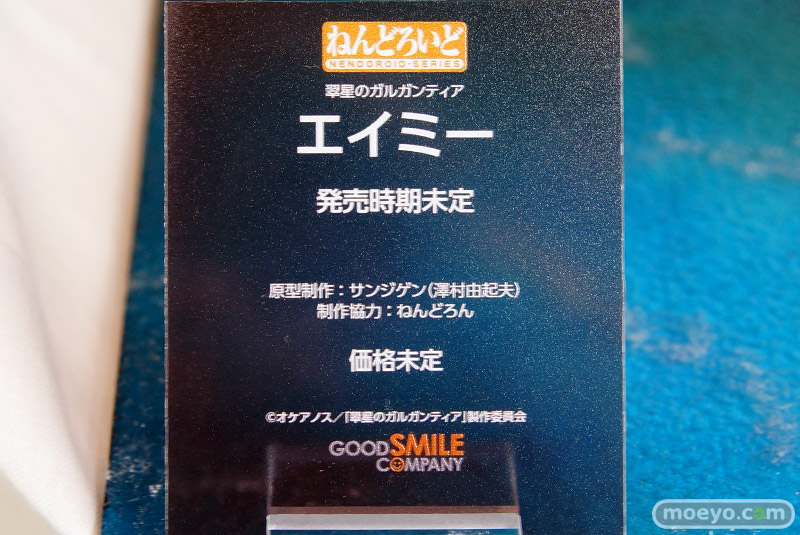 ねんどろいど
NENDOROID・SERIES
翠星のガルガンティア
エイミー
発売時期未定
原型制作：サンジゲン（澤村由起夫）
制作協力：ねんどろん
価格未定
©オケアノス／「翠星のガルガンティア」製作委員会
GOOD SMILE
COMPANY
moeyo.com